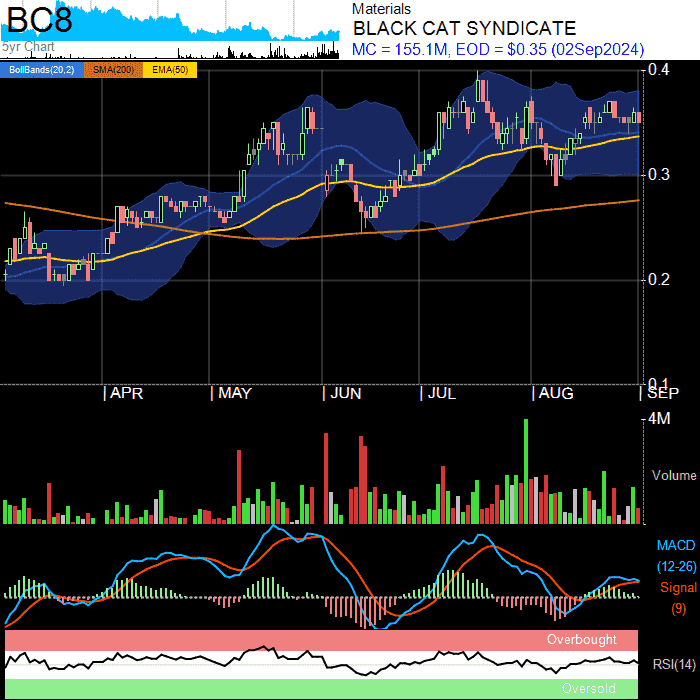 BC8
5yr Chart
Materials
BLACK CAT SYNDICATE
MC = 155.1M, EOD = $0.35 (02Sep2024)
BollBands(20,2) SMA(200) EMA(50)
0.4
0.3
0.2
0.1
APR MAY JUN JUL AUG SEP
4M
Volume
MACD
(12-26)
Signal
(9)
Overbought
RSI(14)
Oversold